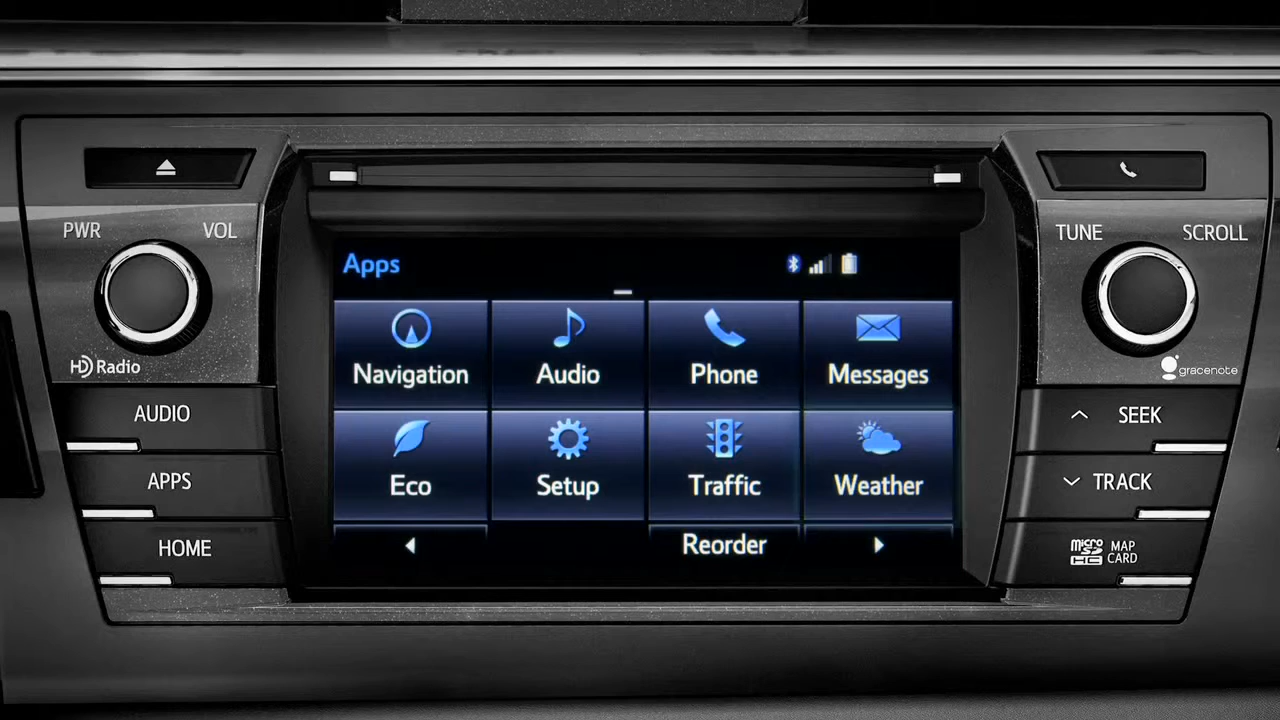 PWR VOL
TUNE SCROLL
Apps
HD Radio
gracenote
Navigation Audio Phone Messages
AUDIO
SEEK
APPS
TRACK
Eco Setup Traffic Weather
HOME
Reorder
micro SD HC MAP CARD